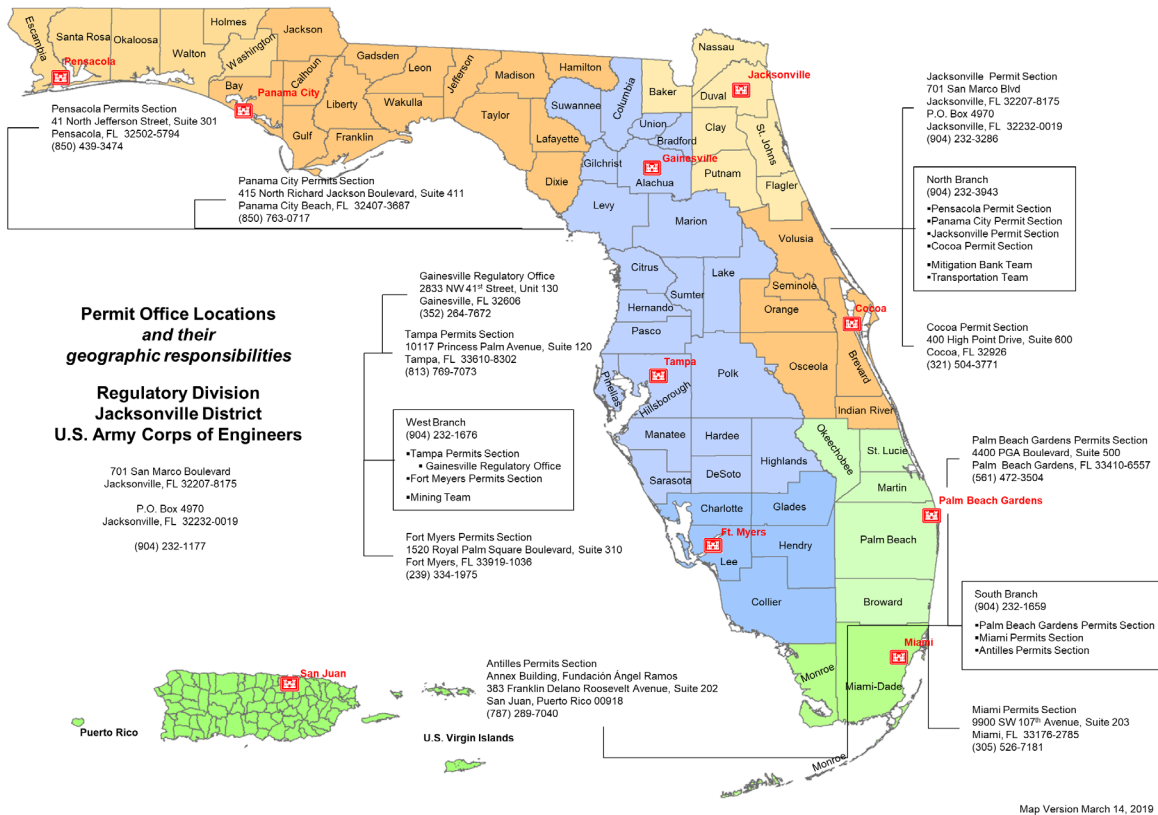 Escambia
Santa Rosa
Okaloosa
Walton
Holmes
Washington
Jackson
Bay
Calhoun
Gulf
Liberty
Gadsden
Franklin
Leon
Wakulla
Jefferson
Madison
Taylor
Hamilton
Lafayette
Dixie
Suwannee
Columbia
Baker
Nassau
Duval
Union
Bradford
Clay
St. Johns
Gilchrist
Alachua
Putnam
Flagler
Levy
Marion
Volusia
Citrus
Sumter
Lake
Seminole
Hernando
Orange
Pasco
Pinellas
Hillsborough
Polk
Osceola
Brevard
Indian River
Manatee
Hardee
Highlands
Okeechobee
St. Lucie
Sarasota
DeSoto
Martin
Charlotte
Glades
Lee
Hendry
Palm Beach
Collier
Broward
Monroe
Miami-Dade
Monroe
Pensacola
Panama City
Jacksonville
Gainesville
Cocoa
Tampa
Palm Beach Gardens
Ft. Myers
Miami
San Juan
Puerto Rico
U.S. Virgin Islands
Pensacola Permits Section
41 North Jefferson Street, Suite 301
Pensacola, FL 32502-5794
(850) 439-3474
Panama City Permits Section
415 North Richard Jackson Boulevard, Suite 411
Panama City Beach, FL 32407-3687
(850) 763-0717
Jacksonville Permit Section
701 San Marco Blvd
Jacksonville, FL 32207-8175
P.O. Box 4970
Jacksonville, FL 32232-0019
(904) 232-3286
North Branch
(904) 232-3943
▪Pensacola Permit Section
▪Panama City Permit Section
▪Jacksonville Permit Section
▪Cocoa Permit Section
▪Mitigation Bank Team
▪Transportation Team
Cocoa Permit Section
400 High Point Drive, Suite 600
Cocoa, FL 32926
(321) 504-3771
Permit Office Locations
and their
geographic responsibilities
Regulatory Division
Jacksonville District
U.S. Army Corps of Engineers
701 San Marco Boulevard
Jacksonville, FL 32207-8175
P.O. Box 4970
Jacksonville, FL 32232-0019
(904) 232-1177
Gainesville Regulatory Office
2833 NW 41st Street, Unit 130
Gainesville, FL 32606
(352) 264-7672
Tampa Permits Section
10117 Princess Palm Avenue, Suite 120
Tampa, FL 33610-8302
(813) 769-7073
West Branch
(904) 232-1676
▪Tampa Permits Section
▪ Gainesville Regulatory Office
▪Fort Meyers Permits Section
▪Mining Team
Fort Myers Permits Section
1520 Royal Palm Square Boulevard, Suite 310
Fort Myers, FL 33919-1036
(239) 334-1975
Palm Beach Gardens Permits Section
4400 PGA Boulevard, Suite 500
Palm Beach Gardens, FL 33410-6557
(561) 472-3504
South Branch
(904) 232-1659
▪Palm Beach Gardens Permits Section
▪Miami Permits Section
▪Antilles Permits Section
Antilles Permits Section
Annex Building, Fundación Ángel Ramos
383 Franklin Delano Roosevelt Avenue, Suite 202
San Juan, Puerto Rico 00918
(787) 289-7040
Miami Permits Section
9900 SW 107th Avenue, Suite 203
Miami, FL 33176-2785
(305) 526-7181
Map Version March 14, 2019